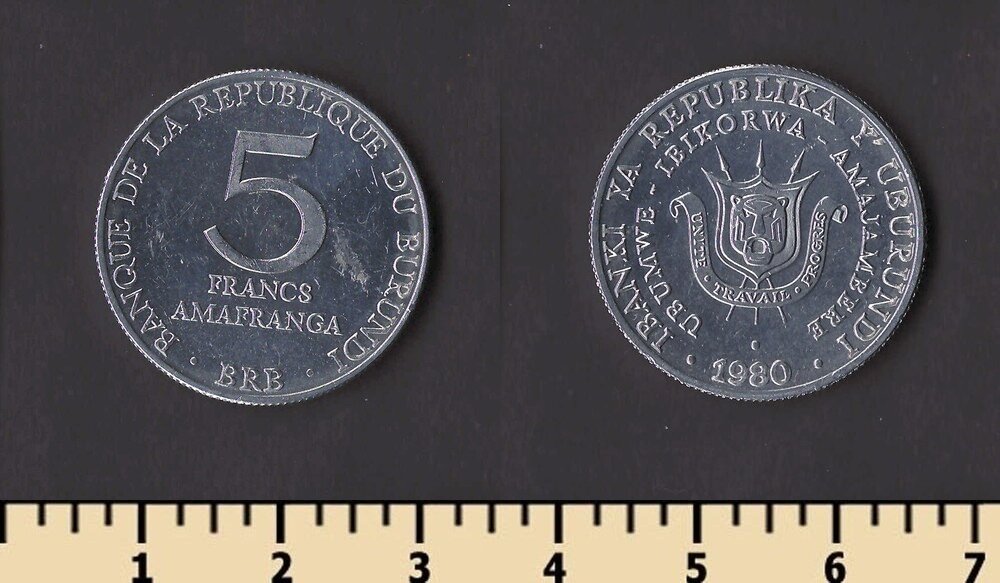 BANQUE DE LA REPUBLIQUE DU BURUNDI
5
FRANCS
AMAFRANGA
· BRB ·
IBANKI YA REPUBLIKA Y'UBURUNDI
UBUMWE - IBIKORWA - AMAJAMBERE
UNITE · TRAVAIL · PROGRES
· 1980 ·
1 2 3 4 5 6 7